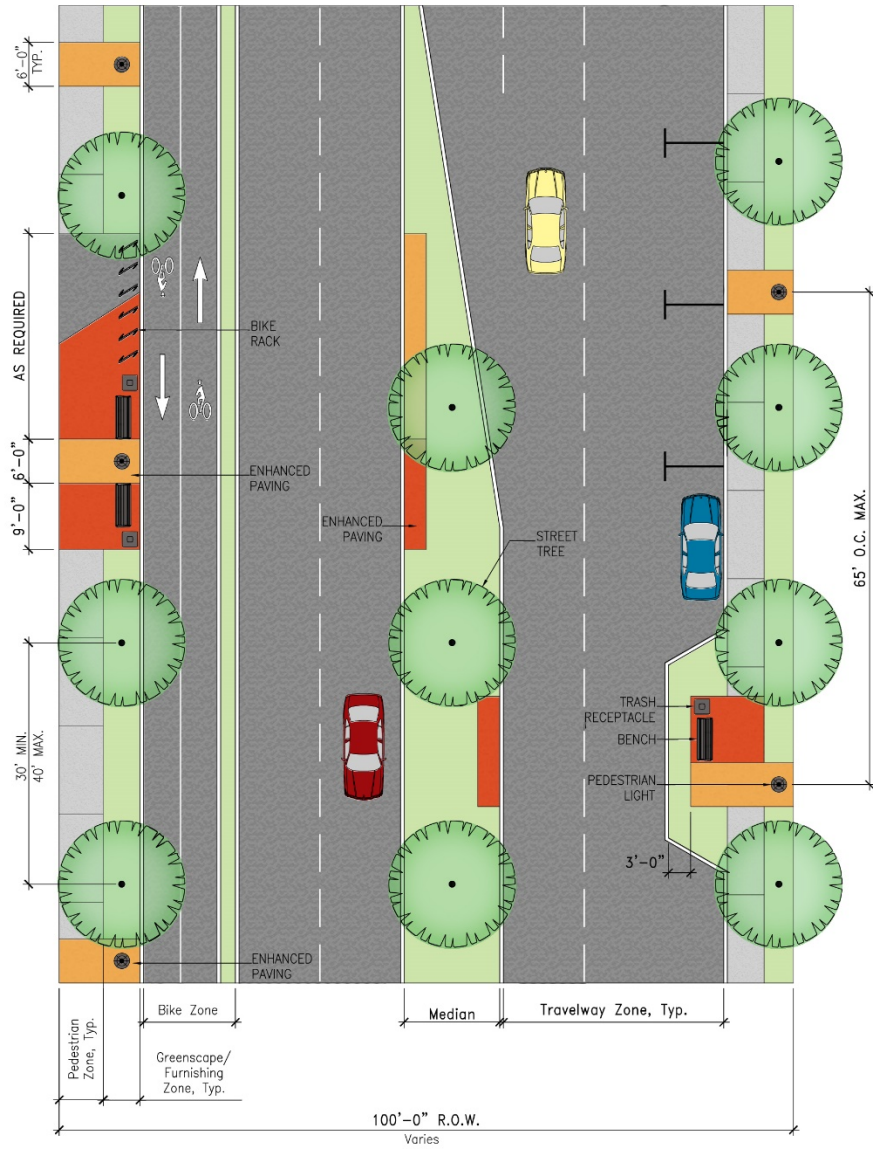 6'-0"
TYP.
AS REQUIRED
BIKE
RACK
6'-0"
ENHANCED
PAVING
9'-0"
ENHANCED
PAVING
STREET
TREE
65' O.C. MAX.
30' MIN.
40' MAX.
TRASH
RECEPTACLE
BENCH
PEDESTRIAN
LIGHT
3'-0"
ENHANCED
PAVING
Pedestrian
Zone, Typ.
Bike Zone
Median
Travelway Zone, Typ.
Greenscape/
Furnishing
Zone, Typ.
100'-0" R.O.W.
Varies